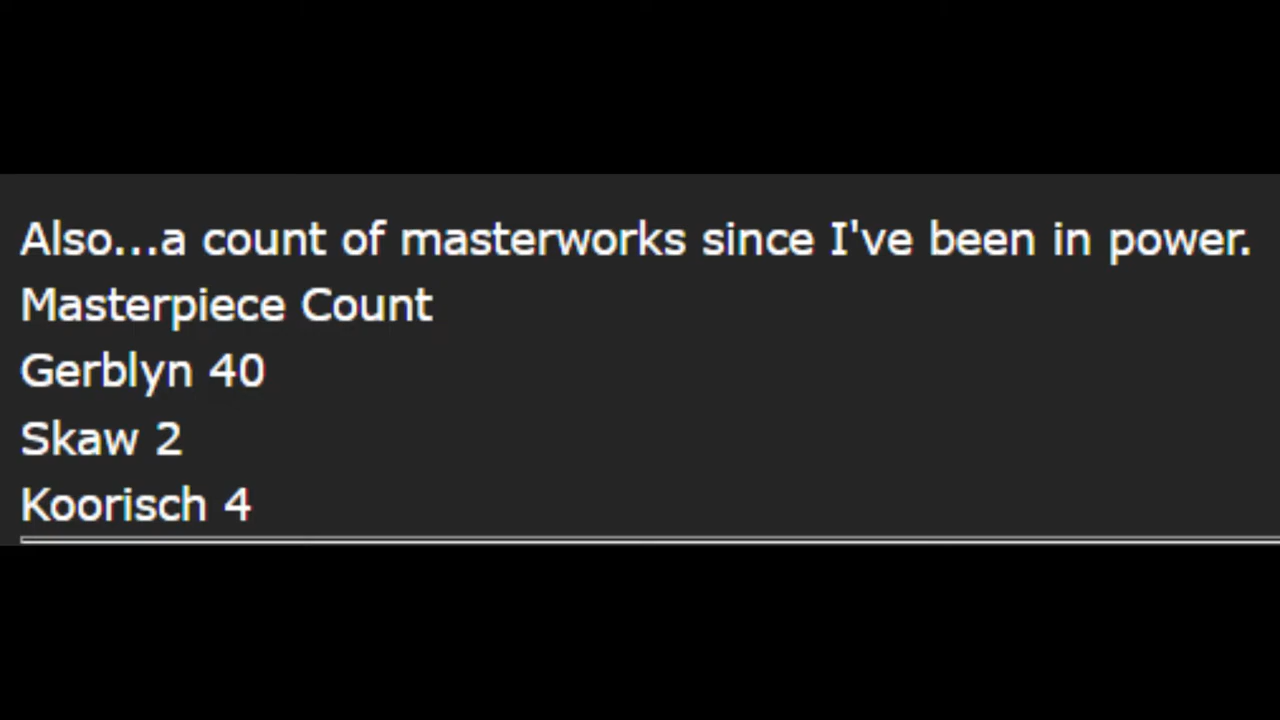 Also...a count of masterworks since I've been in power.
Masterpiece Count
Gerblyn 40
Skaw 2
Koorisch 4